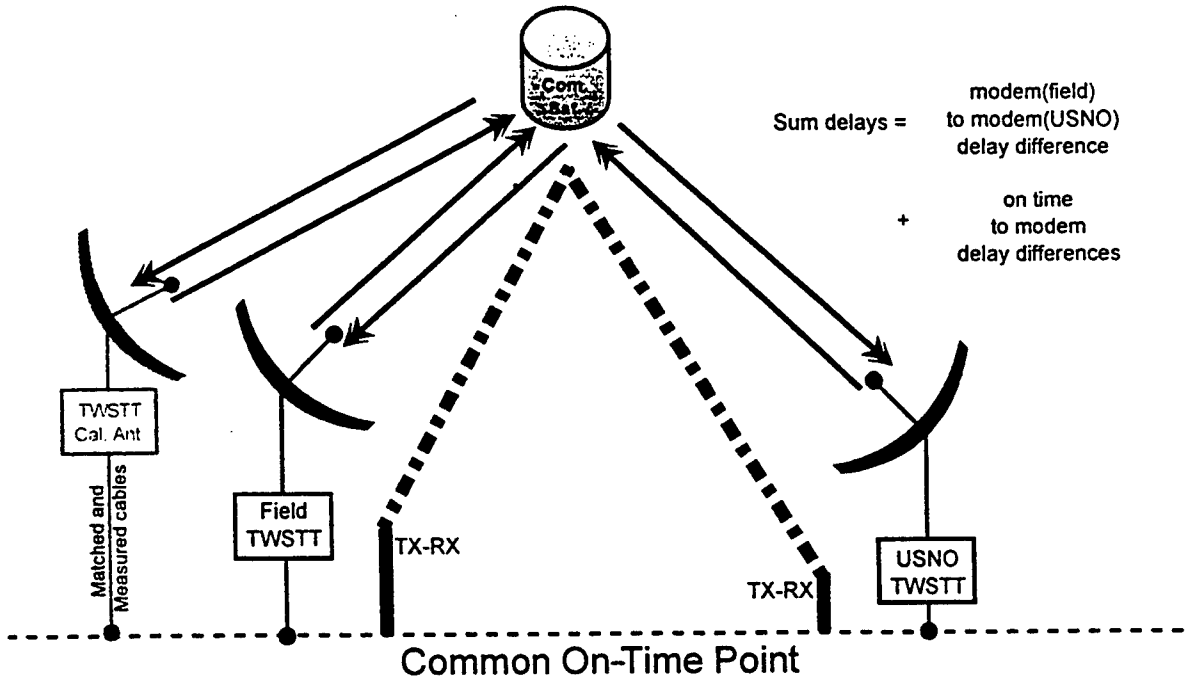 Com.
Sat.
modem(field)
Sum delays = to modem(USNO)
delay difference
on time
+ to modem
delay differences
TWSTT
Cal. Ant
Matched and
Measured cables
Field
TWSTT
TX-RX
TX-RX
USNO
TWSTT
Common On-Time Point